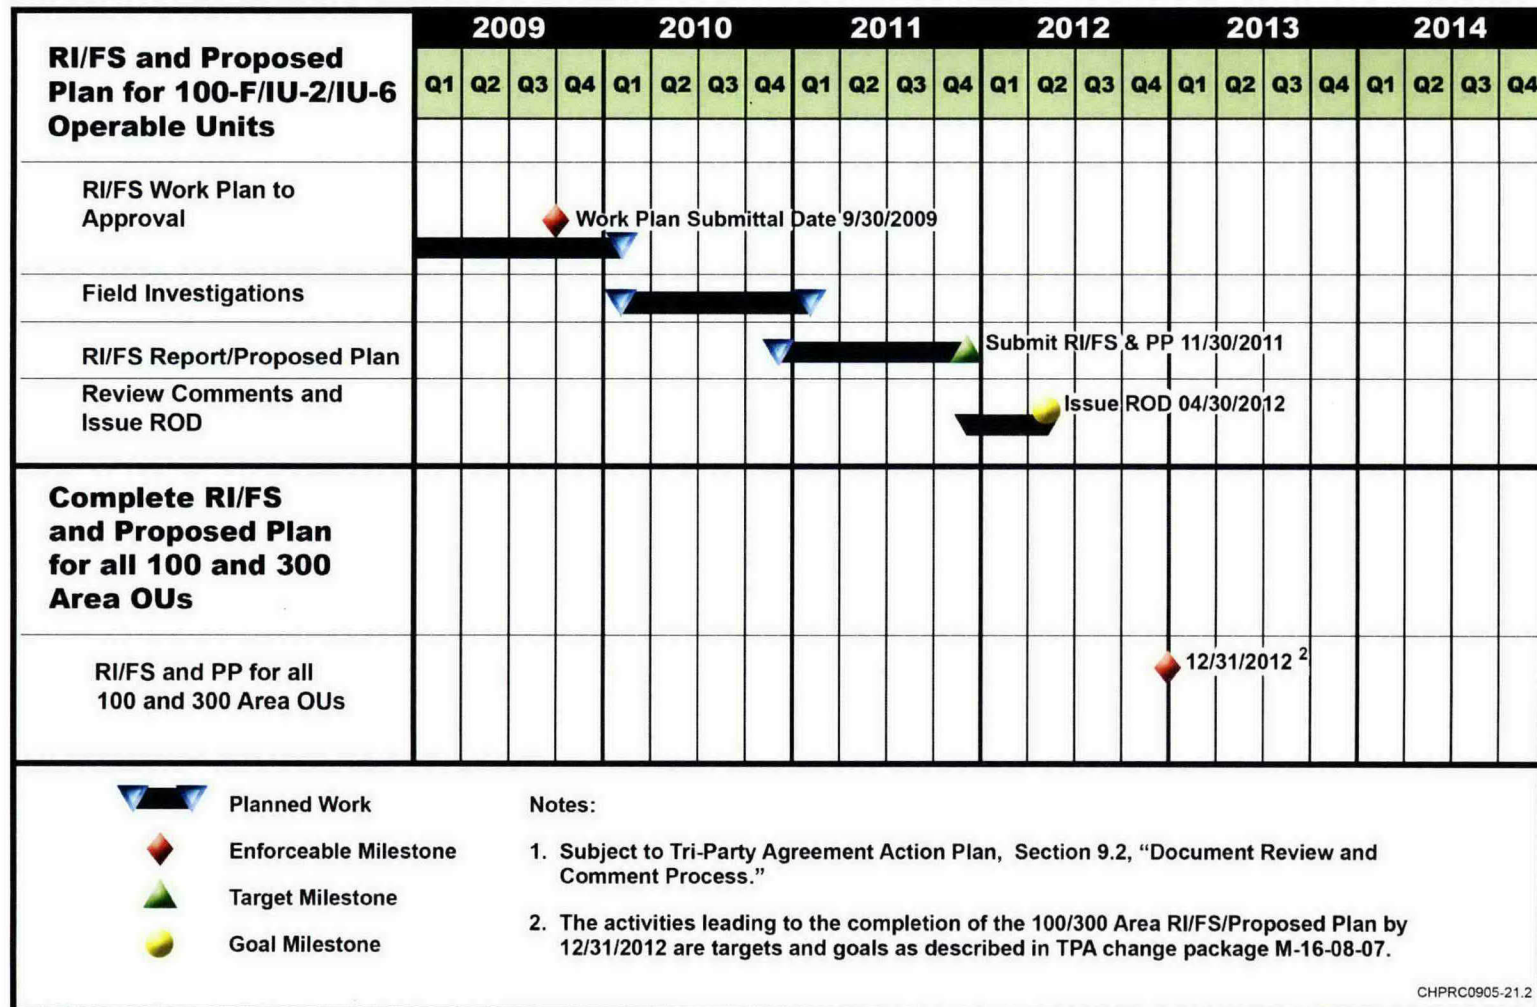 2009 2010 2011 2012 2013 2014
RI/FS and Proposed
Plan for 100-F/IU-2/IU-6
Operable Units
Q1 Q2 Q3 Q4 Q1 Q2 Q3 Q4 Q1 Q2 Q3 Q4 Q1 Q2 Q3 Q4 Q1 Q2 Q3 Q4 Q1 Q2 Q3 Q4
RI/FS Work Plan to
Approval
Work Plan Submittal Date 9/30/2009
Field Investigations
RI/FS Report/Proposed Plan
Submit RI/FS & PP 11/30/2011
Review Comments and
Issue ROD
Issue ROD 04/30/2012
Complete RI/FS
and Proposed Plan
for all 100 and 300
Area OUs
RI/FS and PP for all
100 and 300 Area OUs
12/31/2012 2
Planned Work
Enforceable Milestone
Target Milestone
Goal Milestone
Notes:
1. Subject to Tri-Party Agreement Action Plan, Section 9.2, “Document Review and
Comment Process.”
2. The activities leading to the completion of the 100/300 Area RI/FS/Proposed Plan by
12/31/2012 are targets and goals as described in TPA change package M-16-08-07.
CHPRC0905-21.2